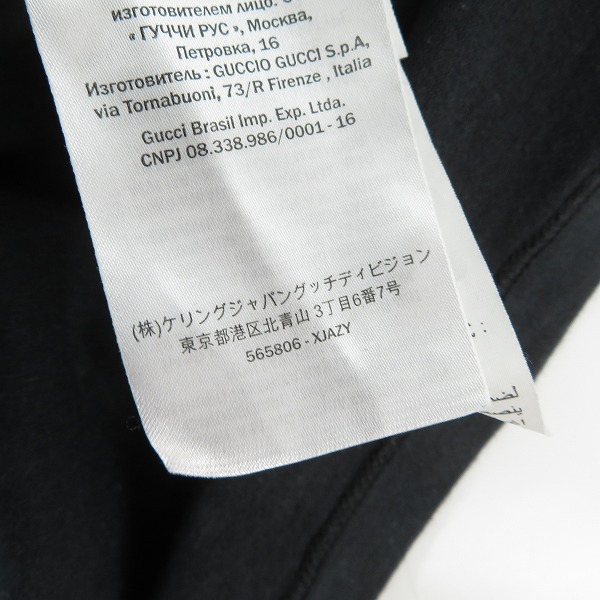 изготовителем лицо: О
« ГУЧЧИ РУС », Москва,
Петровка, 16
Изготовитель : GUCCIO GUCCI S.p.A,
via Tornabuoni, 73/R Firenze , Italia
Gucci Brasil Imp. Exp. Ltda.
CNPJ 08.338.986/0001 - 16
(株)ケリングジャパングッチディビジョン
東京都港区北青山 3丁目6番7号
565806 - XJAZY